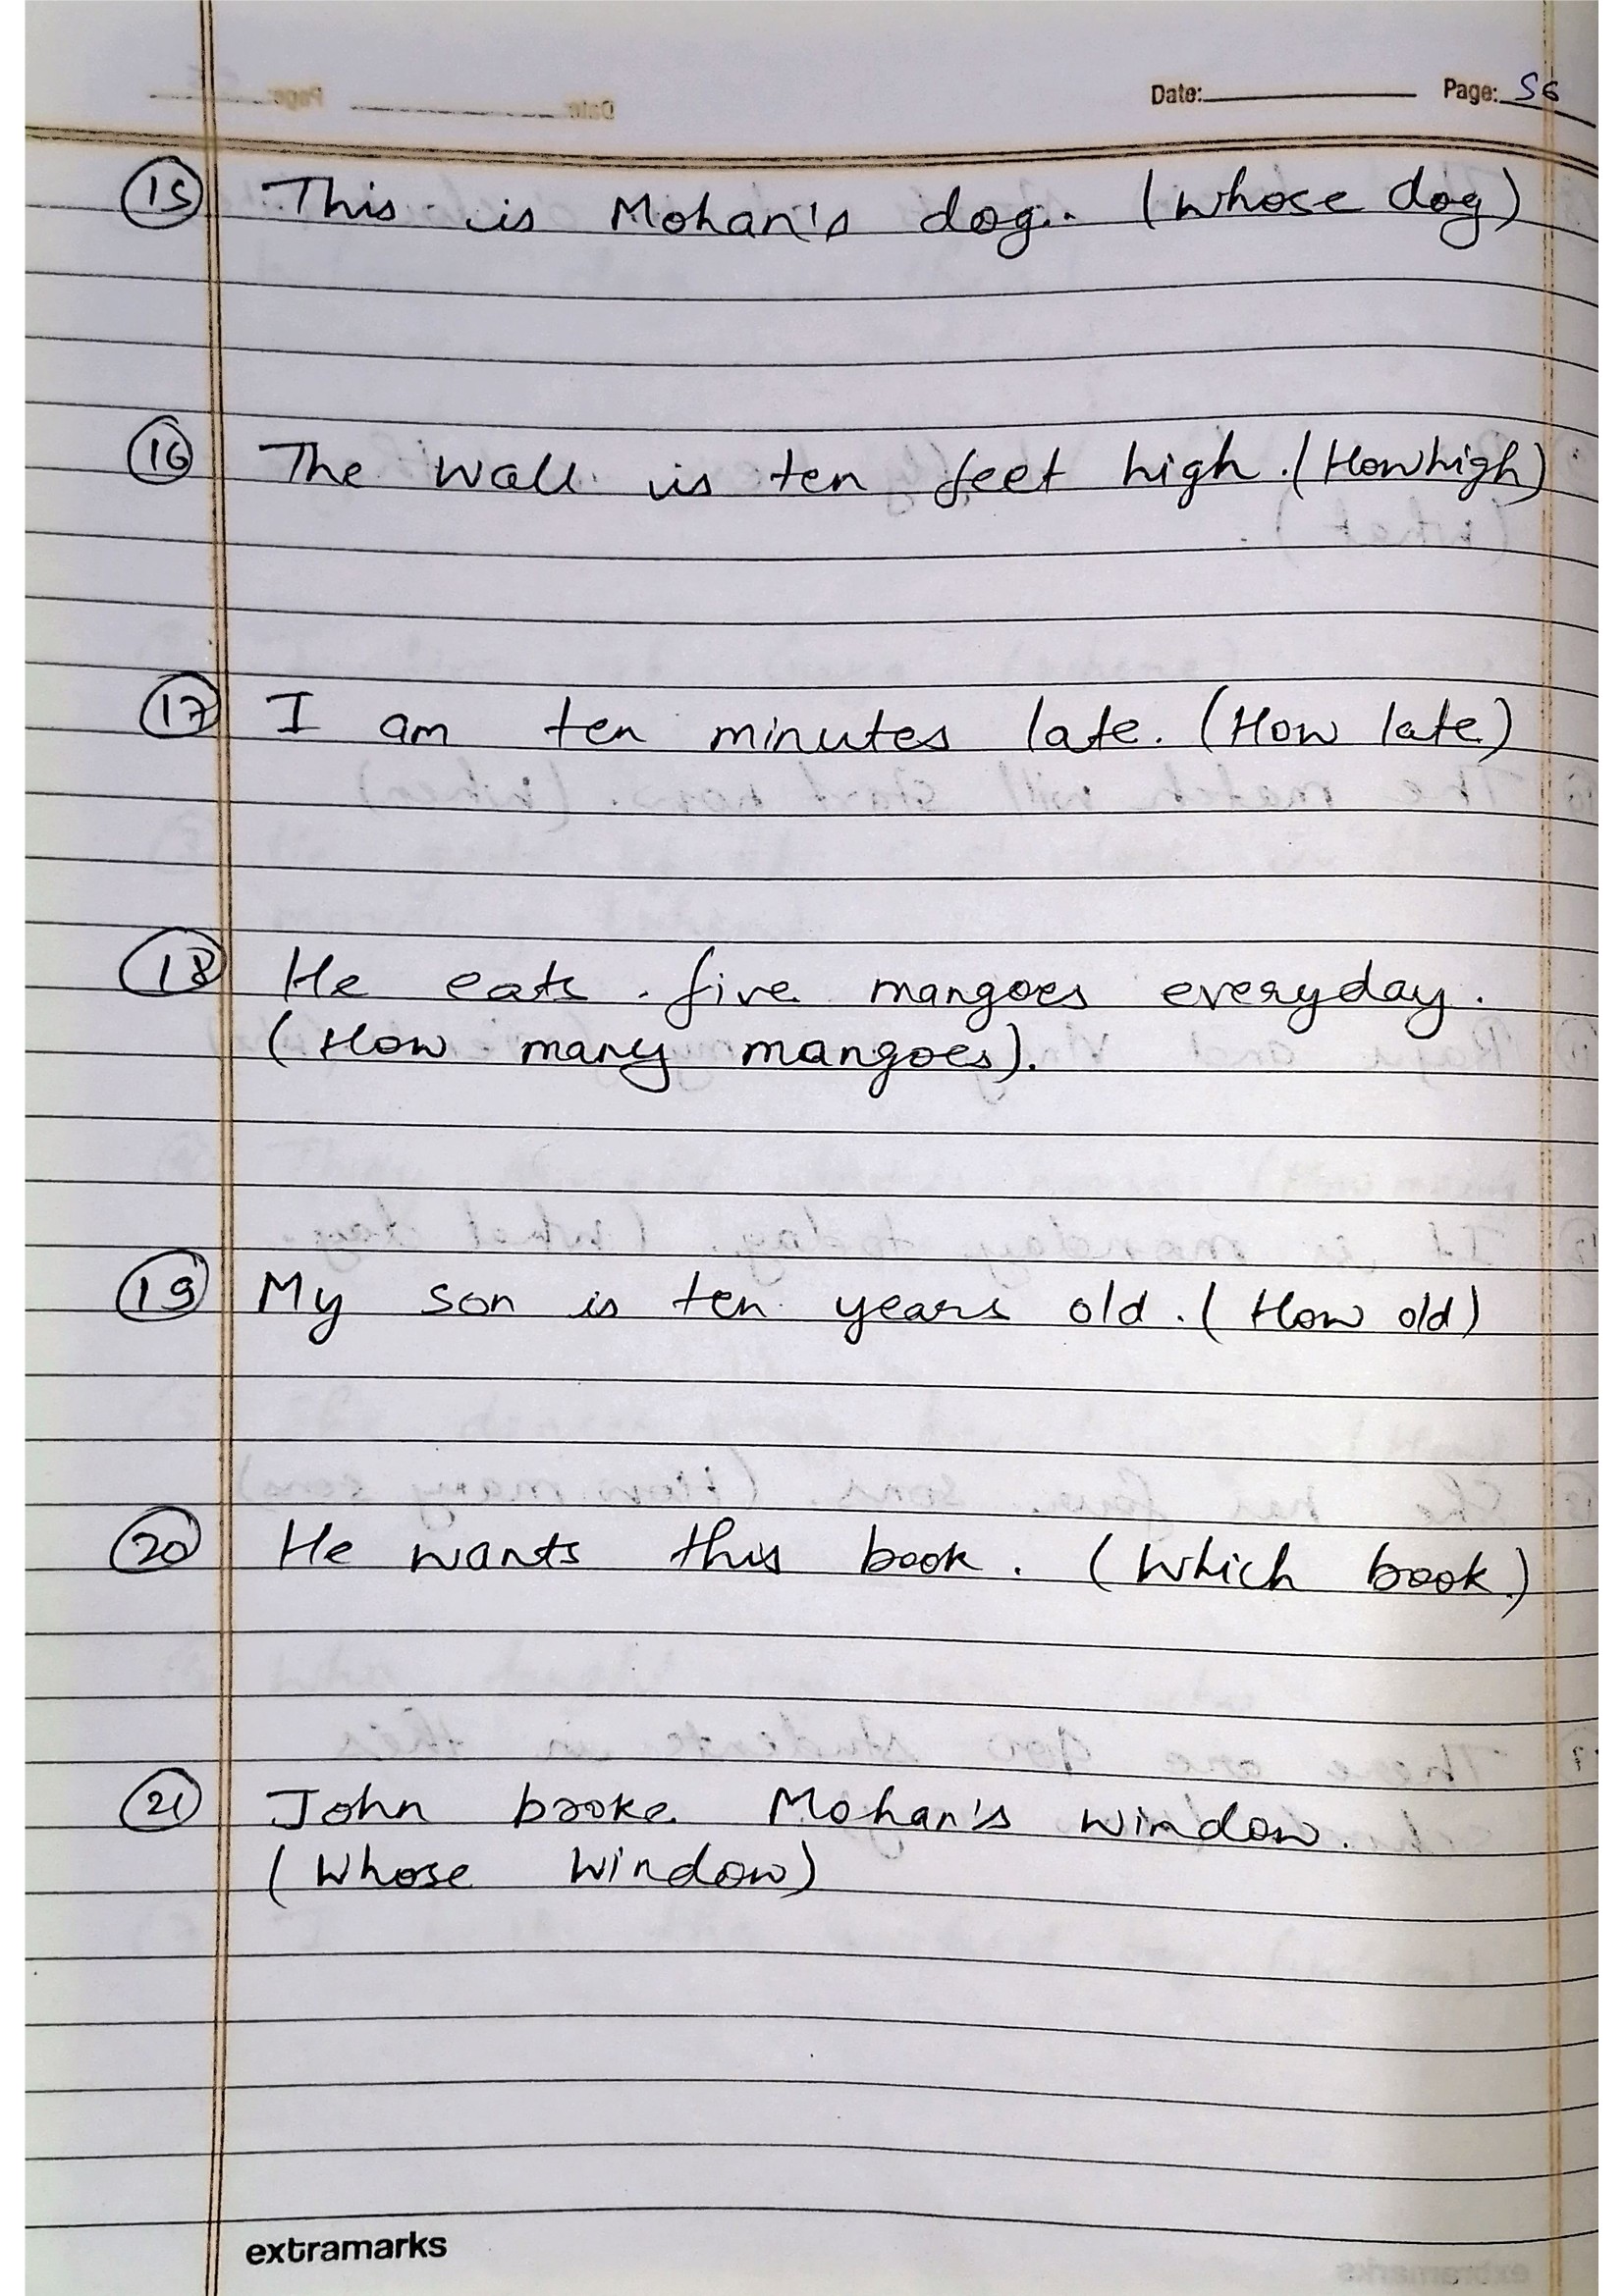 Date: Page: 56
15 This is Mohan's dog. (whose dog)
16 The wall is ten feet high. (How high)
17 I am ten minutes late. (How late)
18 He eats five mangoes everyday.
(How many mangoes).
19 My son is ten years old. (How old)
20 He wants this book. (Which book)
21 John broke Mohan's window.
(Whose window)
extramarks